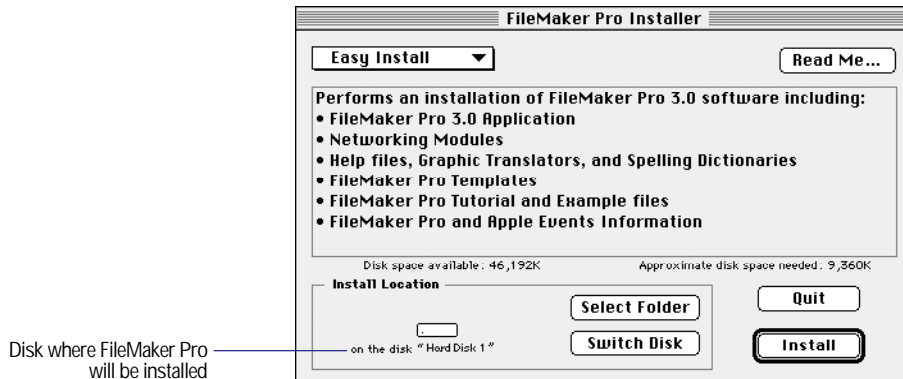 FileMaker Pro Installer
Easy Install
Read Me...
Performs an installation of FileMaker Pro 3.0 software including:
• FileMaker Pro 3.0 Application
• Networking Modules
• Help files, Graphic Translators, and Spelling Dictionaries
• FileMaker Pro Templates
• FileMaker Pro Tutorial and Example files
• FileMaker Pro and Apple Events Information
Disk space available: 46,192K
Approximate disk space needed: 9,360K
Install Location
Select Folder
Quit
on the disk “Hard Disk 1”
Switch Disk
Install
Disk where FileMaker Pro
will be installed